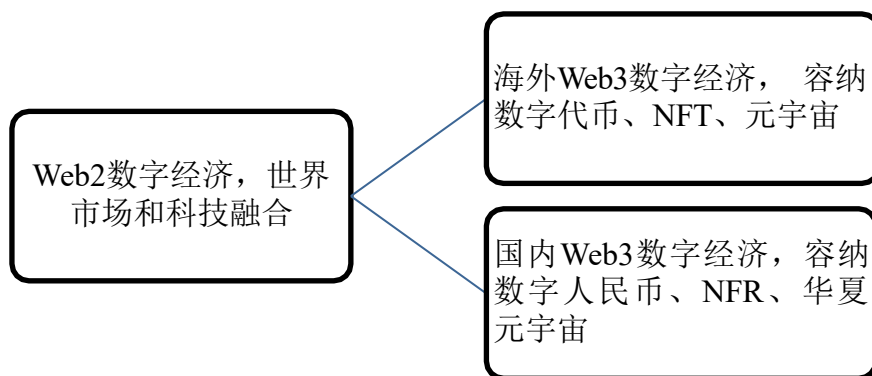 Web2数字经济，世界
市场和科技融合
海外Web3数字经济， 容纳
数字代币、NFT、元宇宙
国内Web3数字经济，容纳
数字人民币、NFR、华夏
元宇宙